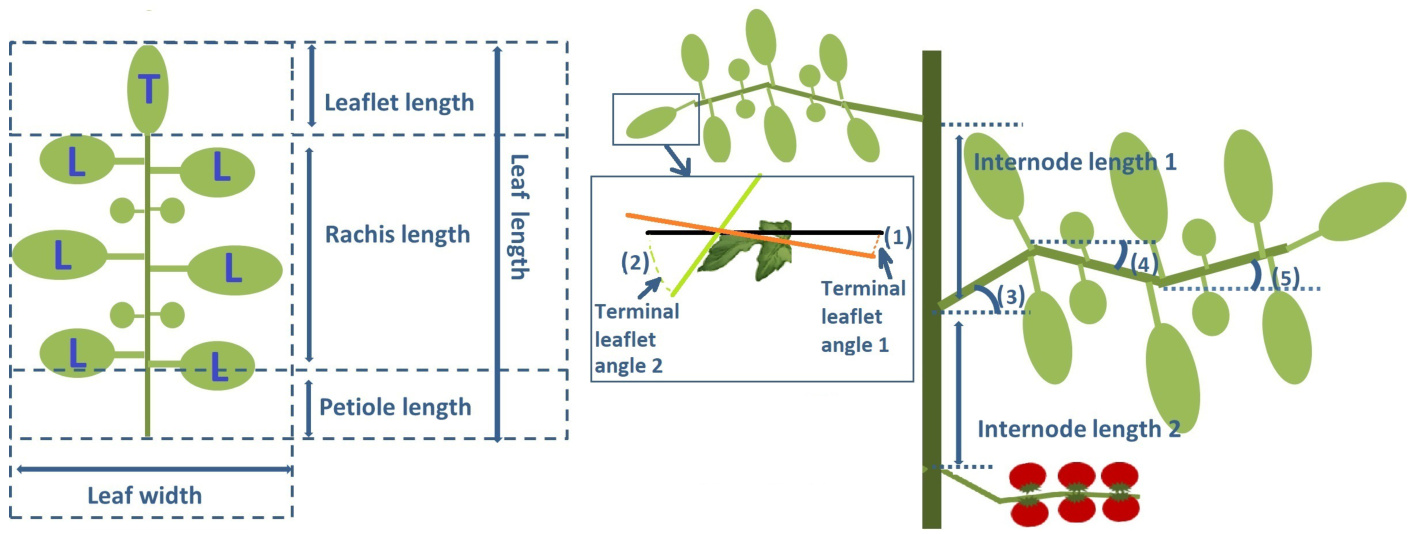 T
Leaflet length
L
L
Leaf length
Rachis length
L
L
L
L
Petiole length
Leaf width
(1)
(2)
Terminal
leaflet
angle 2
Terminal
leaflet
angle 1
Internode length 1
(3)
(4)
(5)
Internode length 2